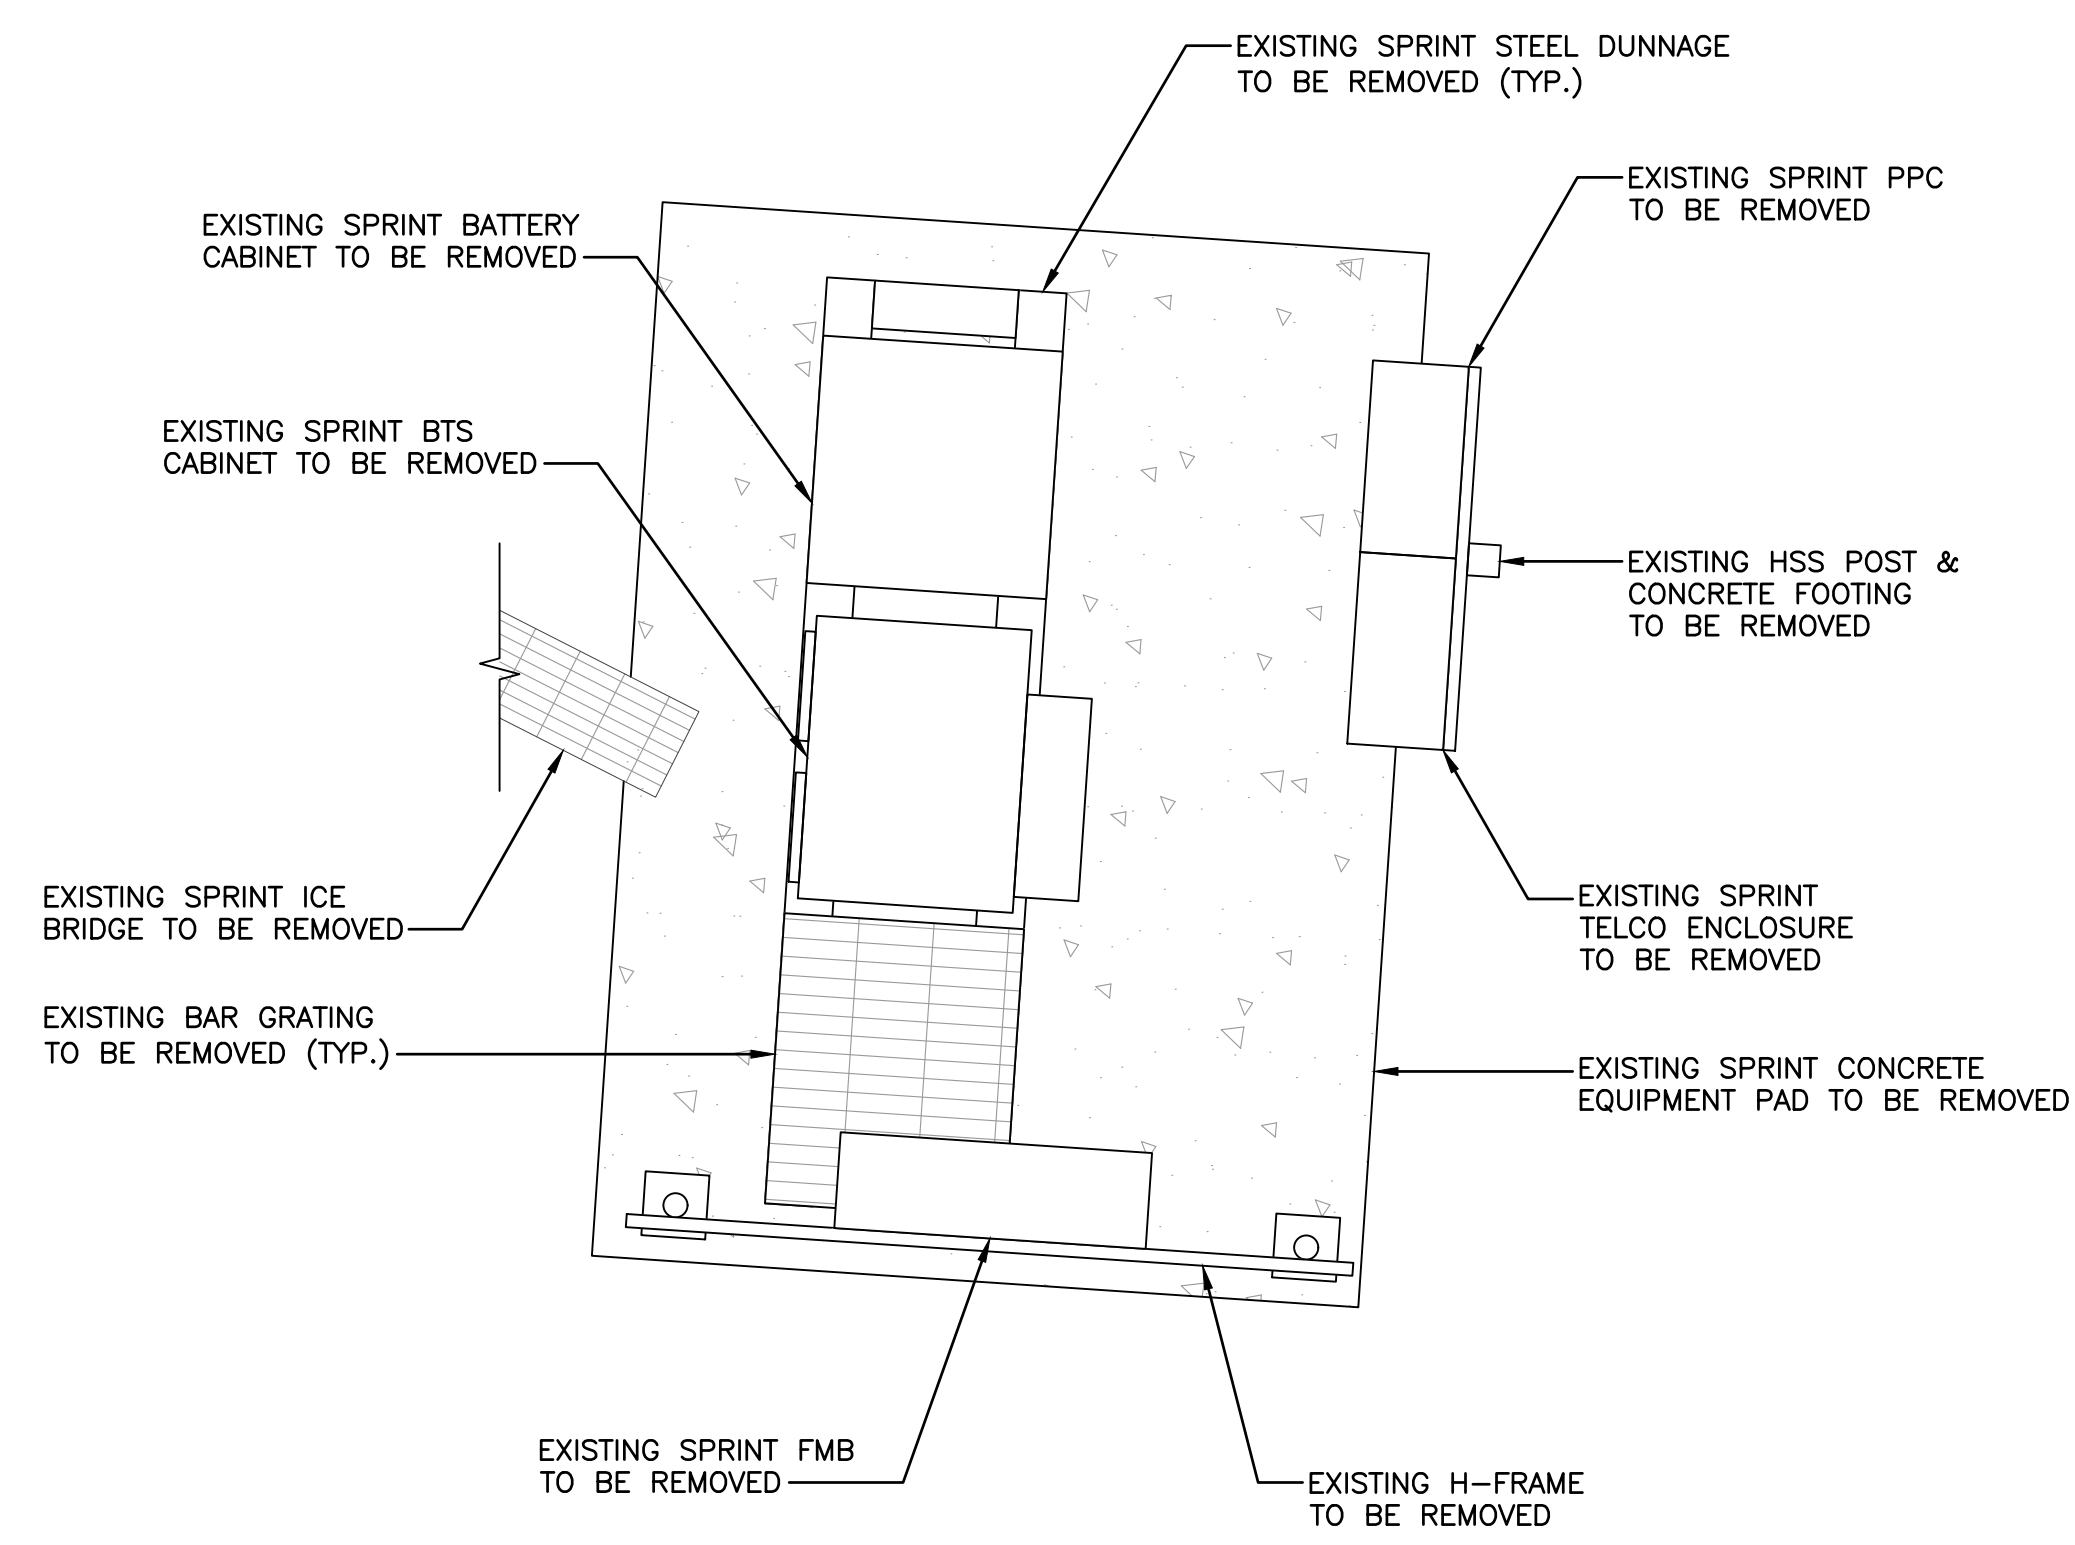 EXISTING SPRINT STEEL DUNNAGE
TO BE REMOVED (TYP.)
EXISTING SPRINT PPC
TO BE REMOVED
EXISTING SPRINT BATTERY
CABINET TO BE REMOVED
EXISTING SPRINT BTS
CABINET TO BE REMOVED
EXISTING HSS POST &
CONCRETE FOOTING
TO BE REMOVED
EXISTING SPRINT ICE
BRIDGE TO BE REMOVED
EXISTING SPRINT
TELCO ENCLOSURE
TO BE REMOVED
EXISTING BAR GRATING
TO BE REMOVED (TYP.)
EXISTING SPRINT CONCRETE
EQUIPMENT PAD TO BE REMOVED
EXISTING SPRINT FMB
TO BE REMOVED
EXISTING H-FRAME
TO BE REMOVED